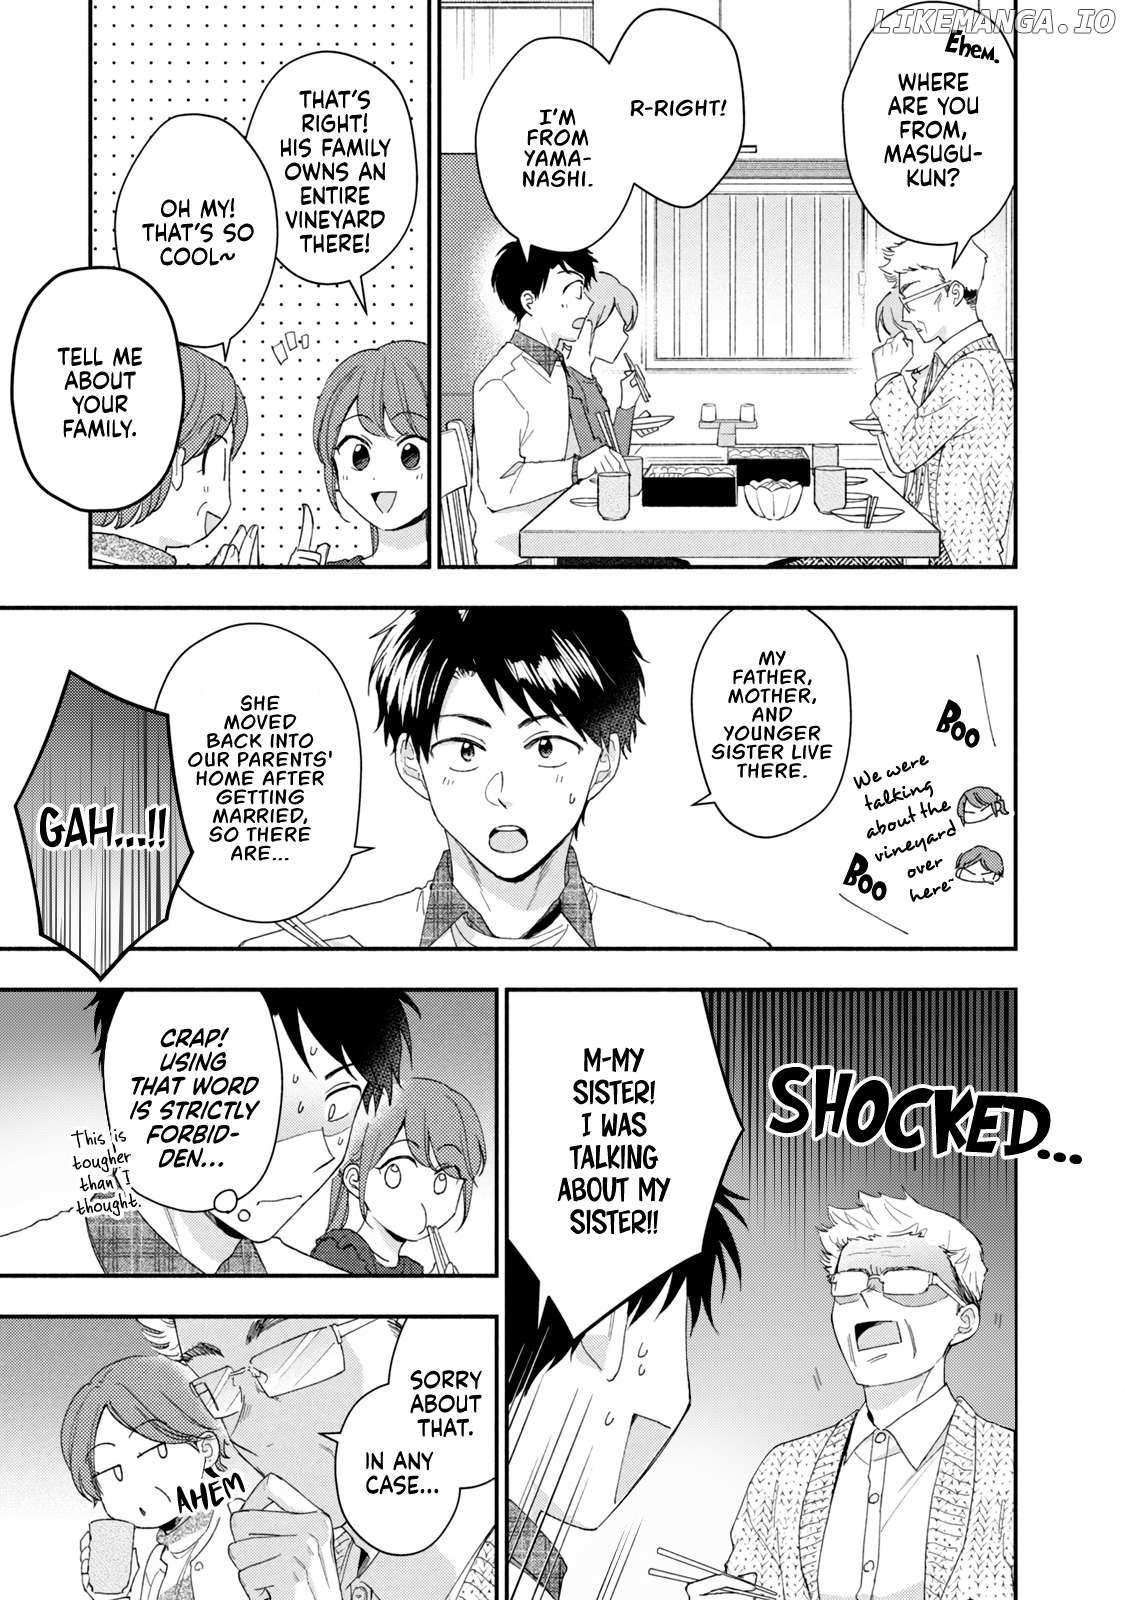 LIKEMANGA.IO
Ehem.
WHERE
ARE YOU
FROM,
MASUGU-
KUN?
R-RIGHT!
I'M
FROM
YAMA-
NASHI.
THAT'S
RIGHT!
HIS FAMILY
OWNS AN
ENTIRE
VINEYARD
THERE!
OH MY!
THAT'S SO
COOL~
TELL ME
ABOUT
YOUR
FAMILY.
MY
FATHER,
MOTHER,
AND
YOUNGER
SISTER LIVE
THERE.
BOO
We were
talking
about the
vineyard
over
here~
BOO
SHE
MOVED
BACK INTO
OUR PARENTS'
HOME AFTER
GETTING
MARRIED,
SO THERE
ARE...
GAH...!!
SHOCKED...
M-MY
SISTER!
I WAS
TALKING
ABOUT MY
SISTER!!
CRAP!
USING
THAT WORD
IS STRICTLY
FORBID-
DEN...
This is
tougher
than I
thought.
SORRY
ABOUT
THAT.
IN ANY
CASE...
AHEM